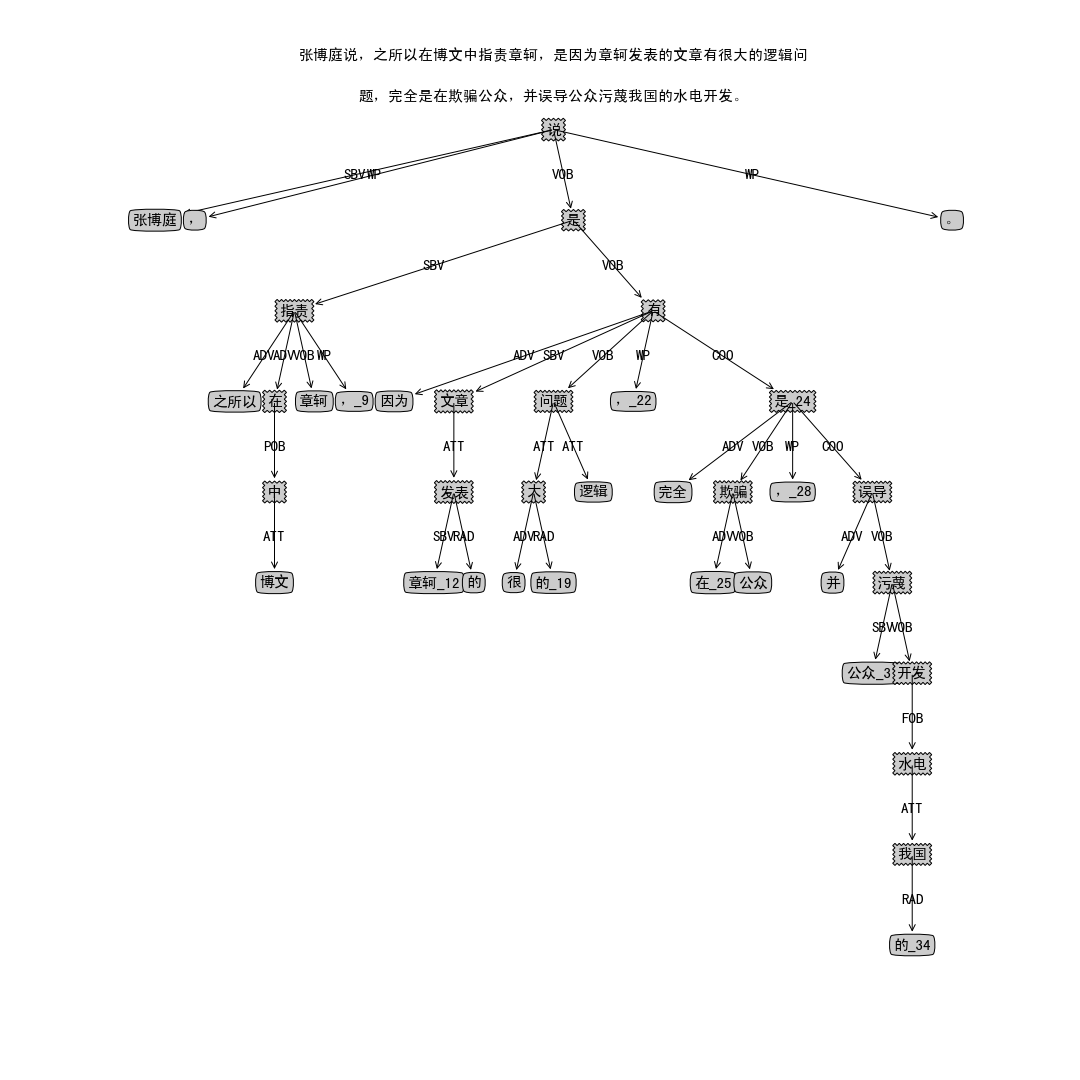 张博庭说，之所以在博文中指责章轲，是因为章轲发表的文章有很大的逻辑问
题，完全是在欺骗公众，并误导公众污蔑我国的水电开发。
说
SBV WP VOB WP
张博庭 ， 是 。
SBV VOB
指责 有
ADV ADV VOB WP ADV SBV VOB WP COO
之所以 在 章轲 ，_9 因为 文章 问题 ，_22 是_24
POB ATT ATT ATT ADV VOB WP COO
中 发表 大 逻辑 完全 欺骗 ，_28 误导
ATT SBV RAD ADV RAD ADV VOB ADV VOB
博文 章轲_12 的 很 的_19 在_25 公众 并 污蔑
SBV VOB
公众_3 开发
FOB
水电
ATT
我国
RAD
的_34